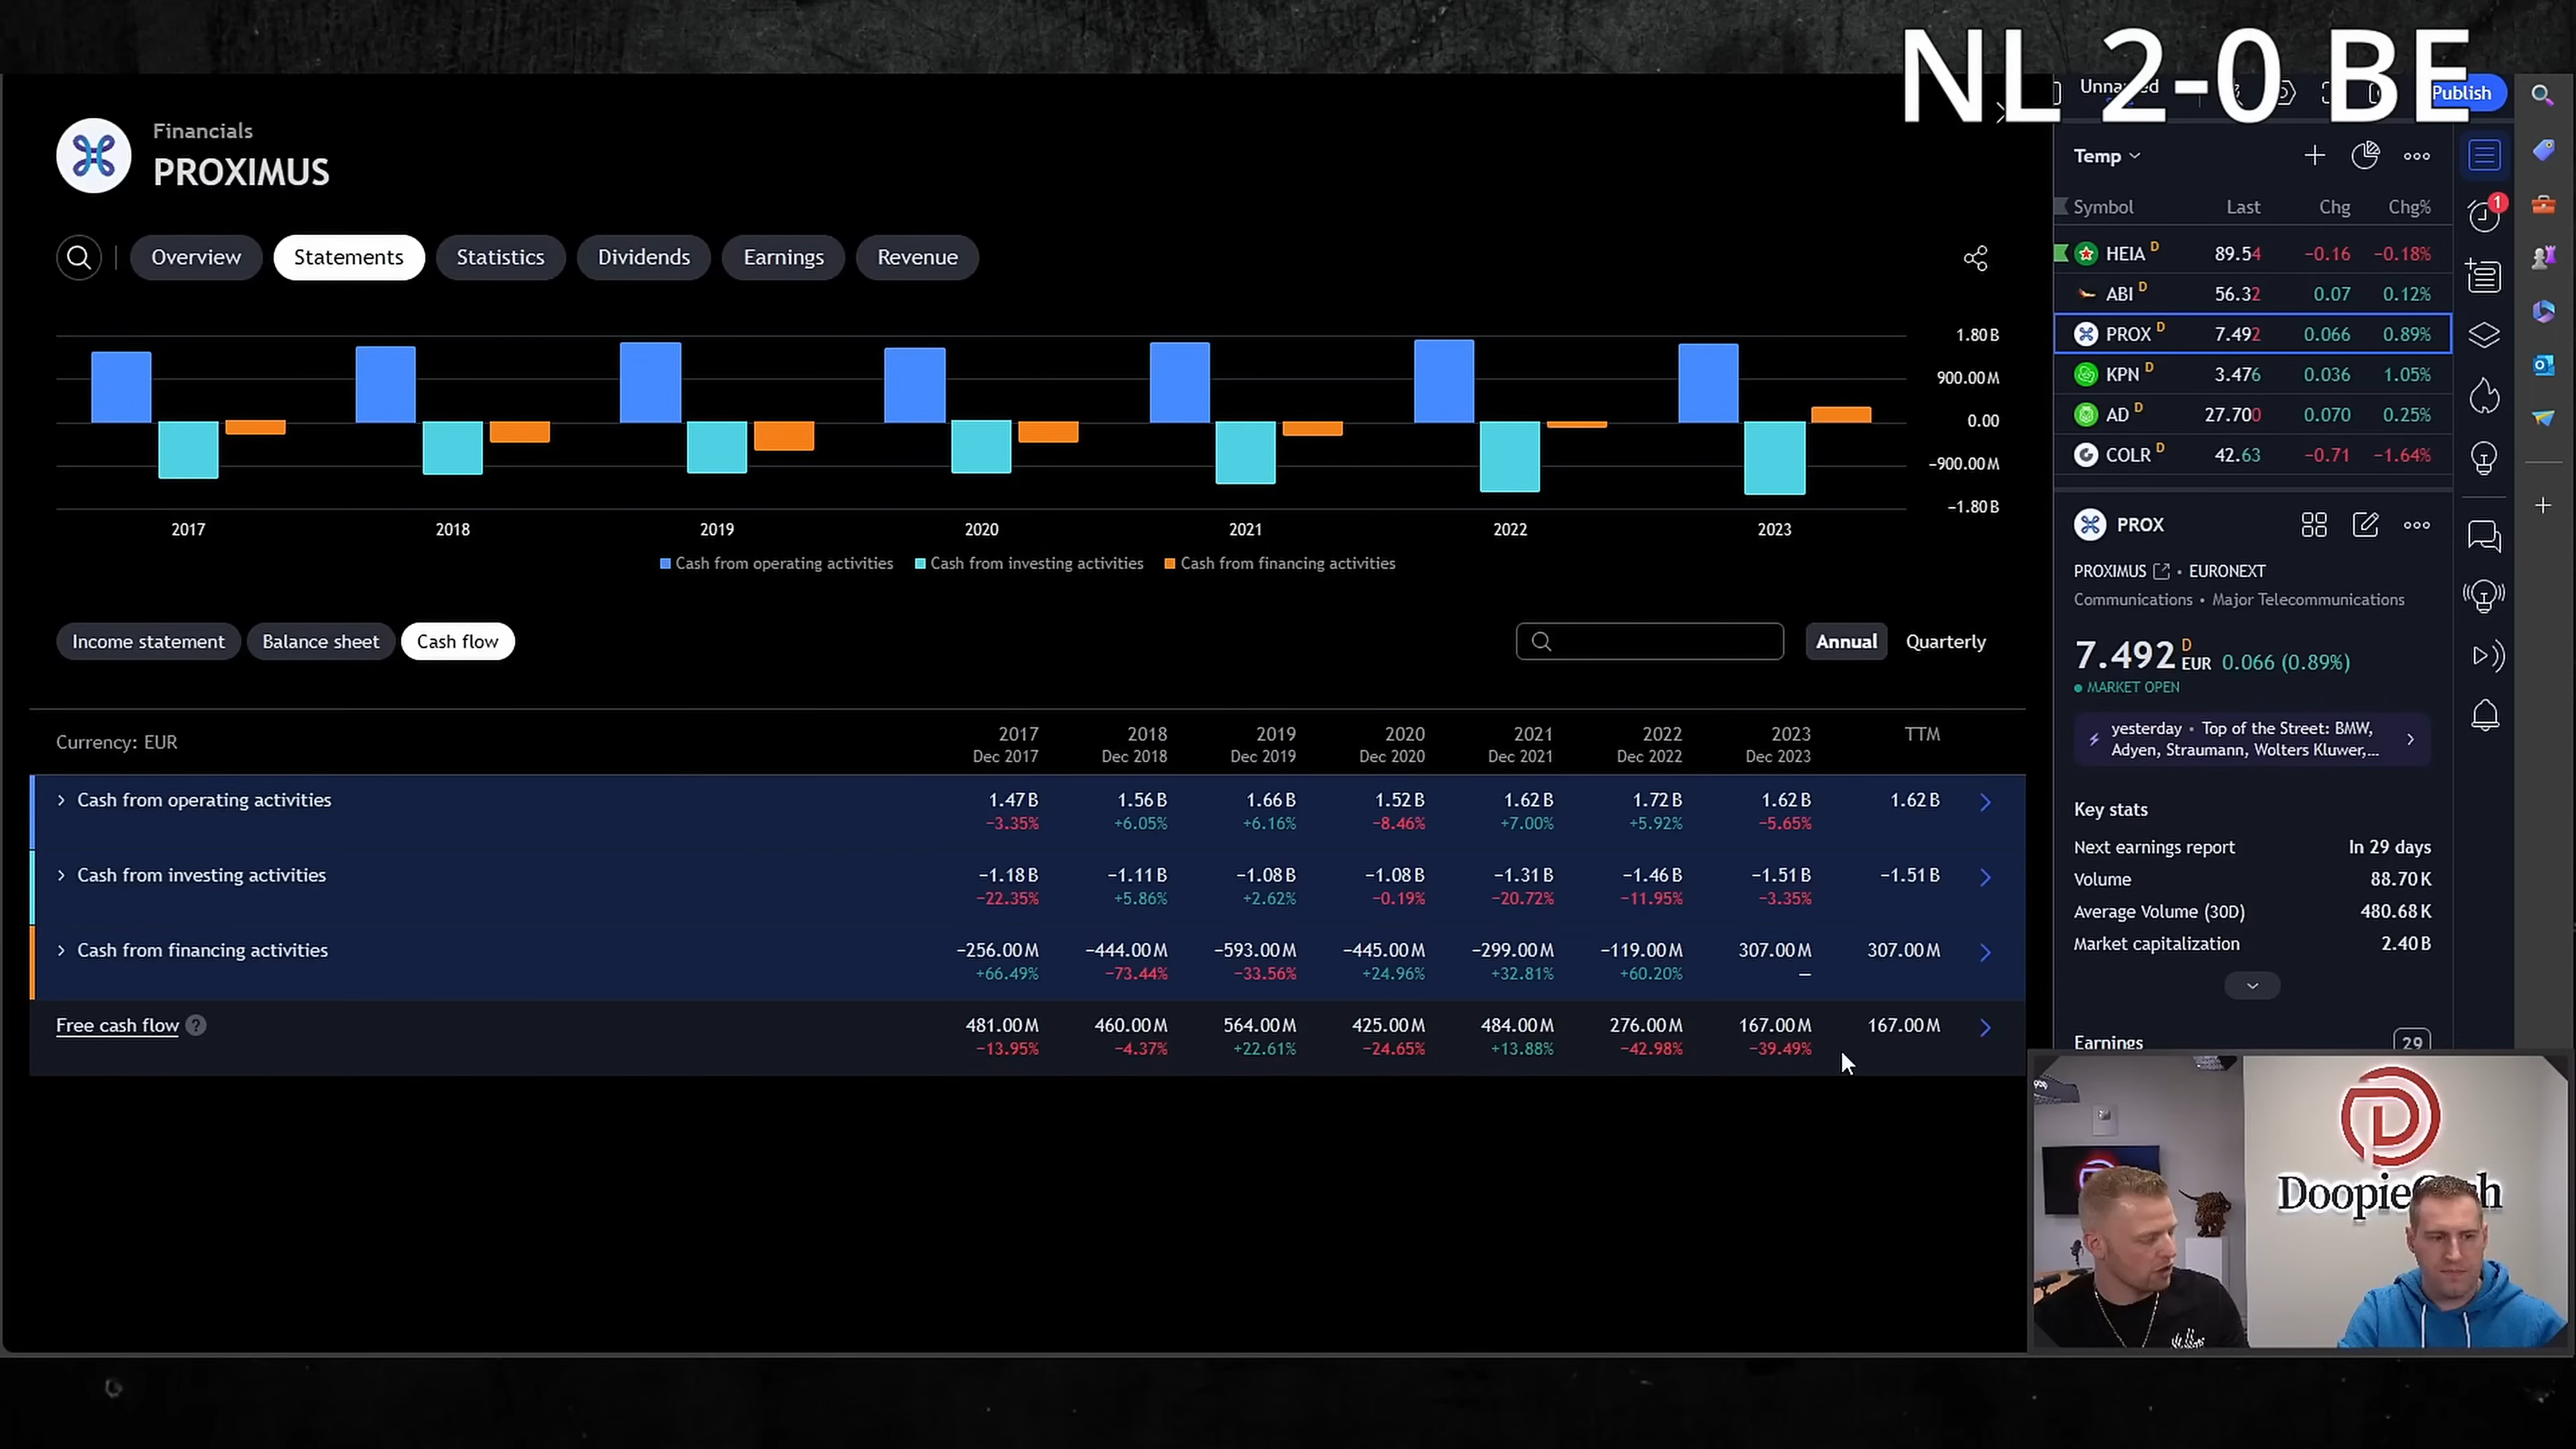 NL 2-0 BE
Publish
Financials
PROXIMUS
Overview
Statements
Statistics
Dividends
Earnings
Revenue
1.80 B
900.00 M
0.00
−900.00 M
−1.80 B
2017 2018 2019 2020 2021 2022 2023
Cash from operating activities Cash from investing activities Cash from financing activities
Income statement Balance sheet Cash flow
Annual Quarterly
Currency: EUR
2017 2018 2019 2020 2021 2022 2023 TTM
Dec 2017 Dec 2018 Dec 2019 Dec 2020 Dec 2021 Dec 2022 Dec 2023
Cash from operating activities 1.47 B 1.56 B 1.66 B 1.52 B 1.62 B 1.72 B 1.62 B 1.62 B
−3.35% +6.05% +6.16% −8.46% +7.00% +5.92% −5.65%
Cash from investing activities −1.18 B −1.11 B −1.08 B −1.08 B −1.31 B −1.46 B −1.51 B −1.51 B
−22.35% +5.86% +2.62% −0.19% −20.72% −11.95% −3.35%
Cash from financing activities −256.00 M −444.00 M −593.00 M −445.00 M −299.00 M −119.00 M 307.00 M 307.00 M
+66.49% −73.44% −33.56% +24.96% +32.81% +60.20% —
Free cash flow ? 481.00 M 460.00 M 564.00 M 425.00 M 484.00 M 276.00 M 167.00 M 167.00 M
−13.95% −4.37% +22.61% −24.65% +13.88% −42.98% −39.49%
Temp
Symbol Last Chg Chg%
HEIA D 89.54 −0.16 −0.18%
ABI D 56.32 0.07 0.12%
PROX D 7.492 0.066 0.89%
KPN D 3.476 0.036 1.05%
AD D 27.700 0.070 0.25%
COLR D 42.63 −0.71 −1.64%
1
PROX
PROXIMUS • EURONEXT
Communications • Major Telecommunications
7.492 D EUR 0.066 (0.89%)
MARKET OPEN
yesterday • Top of the Street: BMW,
Adyen, Straumann, Wolters Kluwer,...
Key stats
Next earnings report In 29 days
Volume 88.70 K
Average Volume (30D) 480.68 K
Market capitalization 2.40 B
Earnings 29